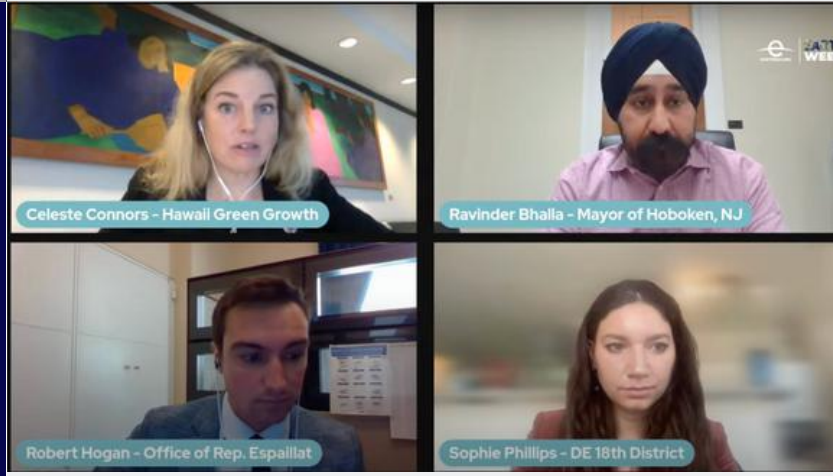 Celeste Connors - Hawaii Green Growth
Ravinder Bhalla - Mayor of Hoboken, NJ
Robert Hogan - Office of Rep. Espaillat
Sophie Phillips - DE 18th District